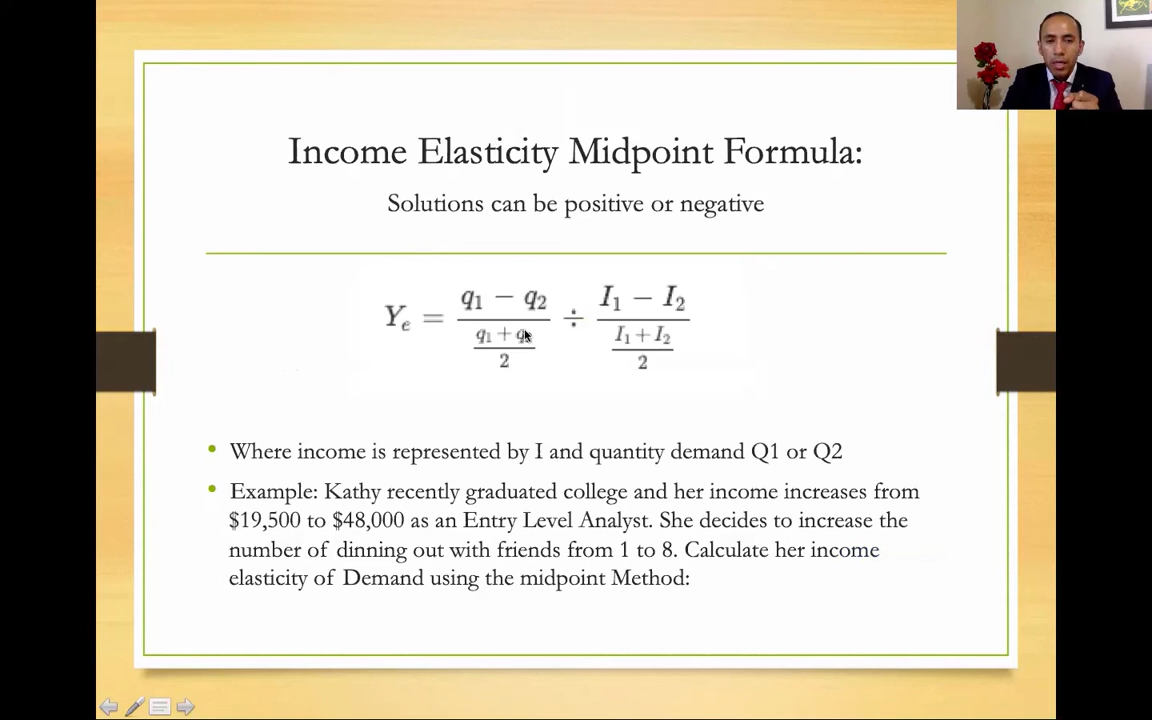 Income Elasticity Midpoint Formula:
Solutions can be positive or negative
Yₑ = (q₁ − q₂) / ((q₁ + q) / 2) ÷ (I₁ − I₂) / ((I₁ + I₂) / 2)
• Where income is represented by I and quantity demand Q1 or Q2
• Example: Kathy recently graduated college and her income increases from
$19,500 to $48,000 as an Entry Level Analyst. She decides to increase the
number of dinning out with friends from 1 to 8. Calculate her income
elasticity of Demand using the midpoint Method: